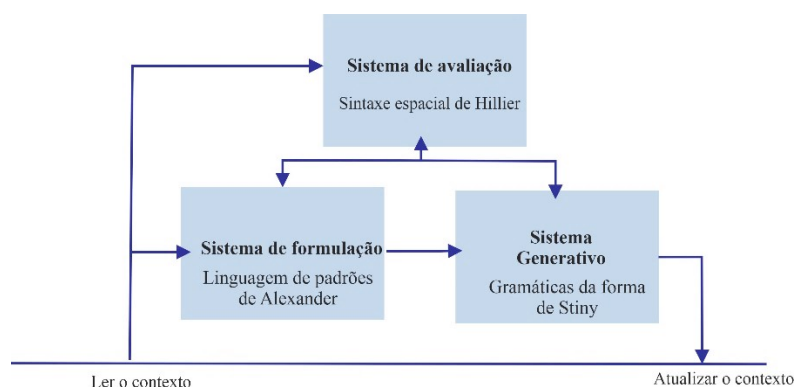 Sistema de avaliação
Sintaxe espacial de Hillier
Sistema de formulação
Linguagem de padrões
de Alexander
Sistema
Generativo
Gramáticas da forma
de Stiny
Ler o contexto
Atualizar o contexto